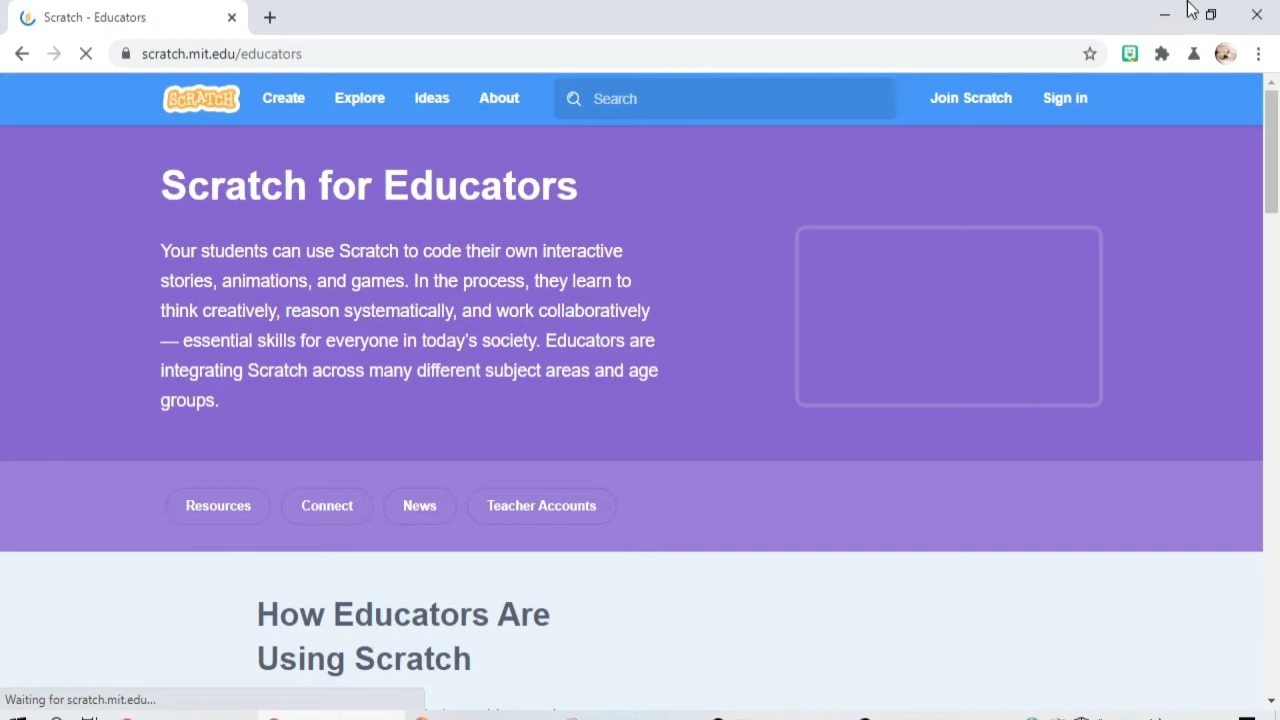 Scratch - Educators
scratch.mit.edu/educators
SCRATCH Create Explore Ideas About Search Join Scratch Sign in
Scratch for Educators
Your students can use Scratch to code their own interactive
stories, animations, and games. In the process, they learn to
think creatively, reason systematically, and work collaboratively
— essential skills for everyone in today's society. Educators are
integrating Scratch across many different subject areas and age
groups.
Resources Connect News Teacher Accounts
How Educators Are
Using Scratch
Waiting for scratch.mit.edu...